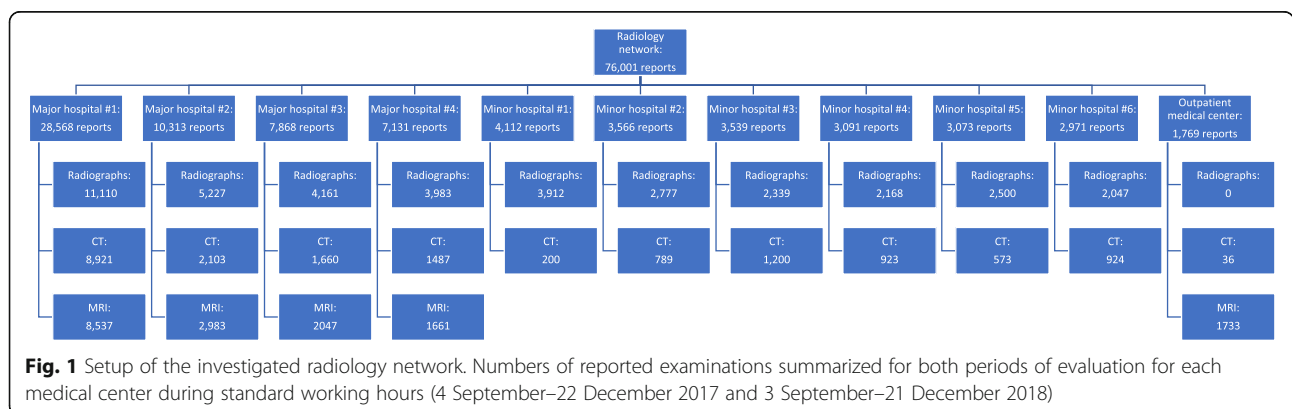 Radiology
network:
76,001 reports
Major hospital #1:
28,568 reports
Major hospital #2:
10,313 reports
Major hospital #3:
7,868 reports
Major hospital #4:
7,131 reports
Minor hospital #1:
4,112 reports
Minor hospital #2:
3,566 reports
Minor hospital #3:
3,539 reports
Minor hospital #4:
3,091 reports
Minor hospital #5:
3,073 reports
Minor hospital #6:
2,971 reports
Outpatient
medical center:
1,769 reports
Radiographs:
11,110
Radiographs:
5,227
Radiographs:
4,161
Radiographs:
3,983
Radiographs:
3,912
Radiographs:
2,777
Radiographs:
2,339
Radiographs:
2,168
Radiographs:
2,500
Radiographs:
2,047
Radiographs:
0
CT:
8,921
CT:
2,103
CT:
1,660
CT:
1487
CT:
200
CT:
789
CT:
1,200
CT:
923
CT:
573
CT:
924
CT:
36
MRI:
8,537
MRI:
2,983
MRI:
2047
MRI:
1661
MRI:
1733
Fig. 1 Setup of the investigated radiology network. Numbers of reported examinations summarized for both periods of evaluation for each
medical center during standard working hours (4 September–22 December 2017 and 3 September–21 December 2018)